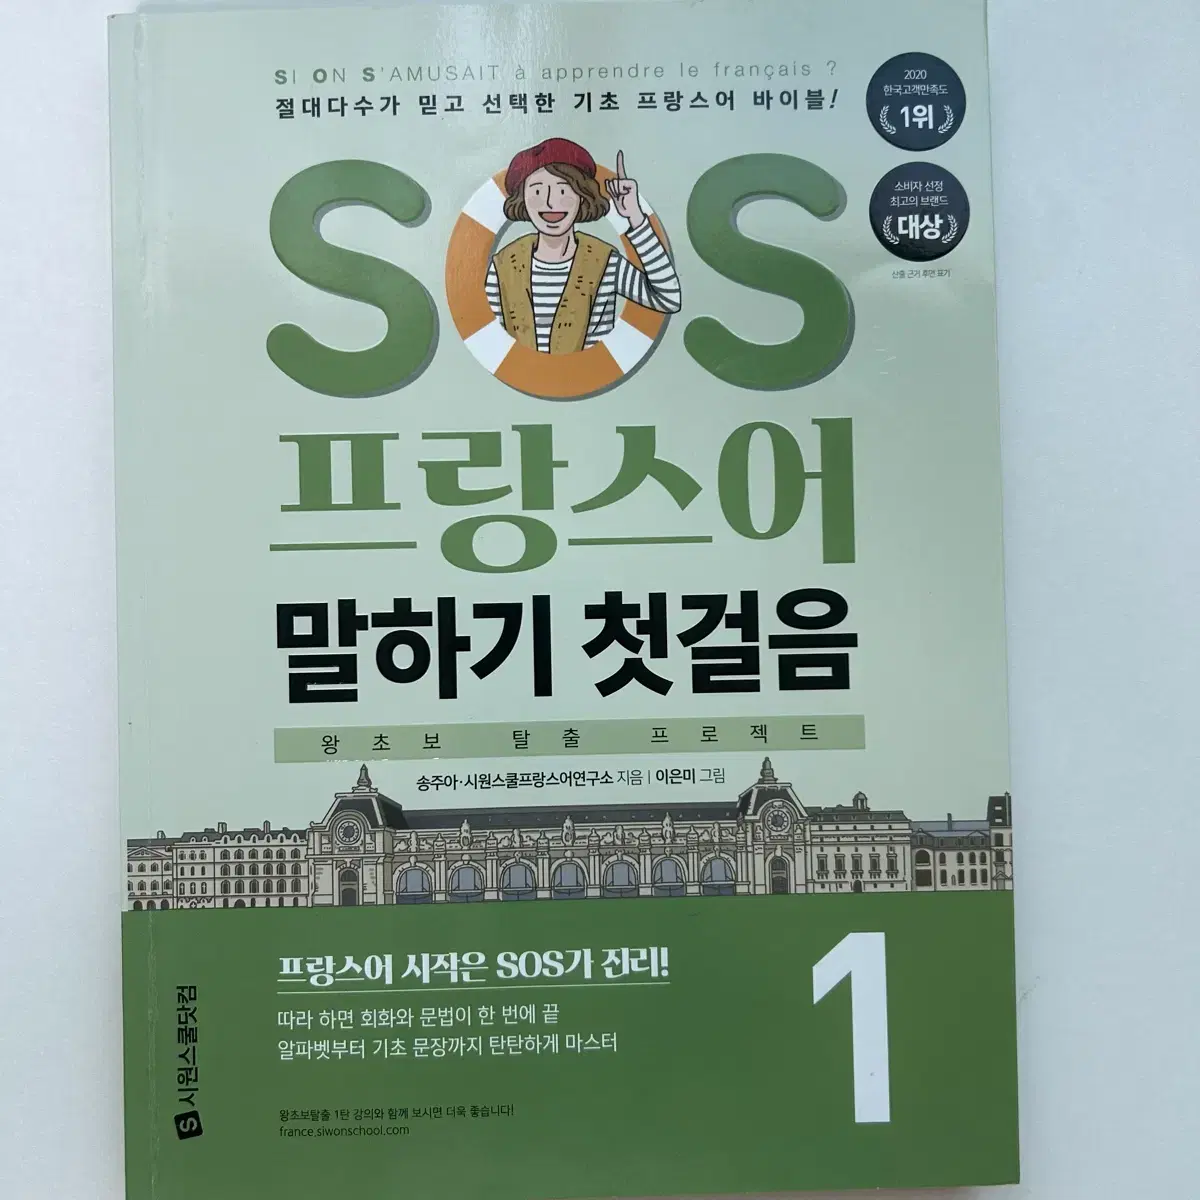 SI ON S'AMUSAIT à apprendre le français ?
절대다수가 믿고 선택한 기초 프랑스어 바이블!
2020
한국고객만족도
1위
소비자 선정
최고의 브랜드
대상
산출 근거 후면 표기
SOS
프랑스어
말하기 첫걸음
왕초보 탈출 프로젝트
송주아·시원스쿨프랑스어연구소 지음 | 이은미 그림
프랑스어 시작은 SOS가 진리!
따라 하면 회화와 문법이 한 번에 끝
알파벳부터 기초 문장까지 탄탄하게 마스터
1
왕초보탈출 1탄 강의와 함께 보시면 더욱 좋습니다!
france.siwonschool.com
S 시원스쿨닷컴